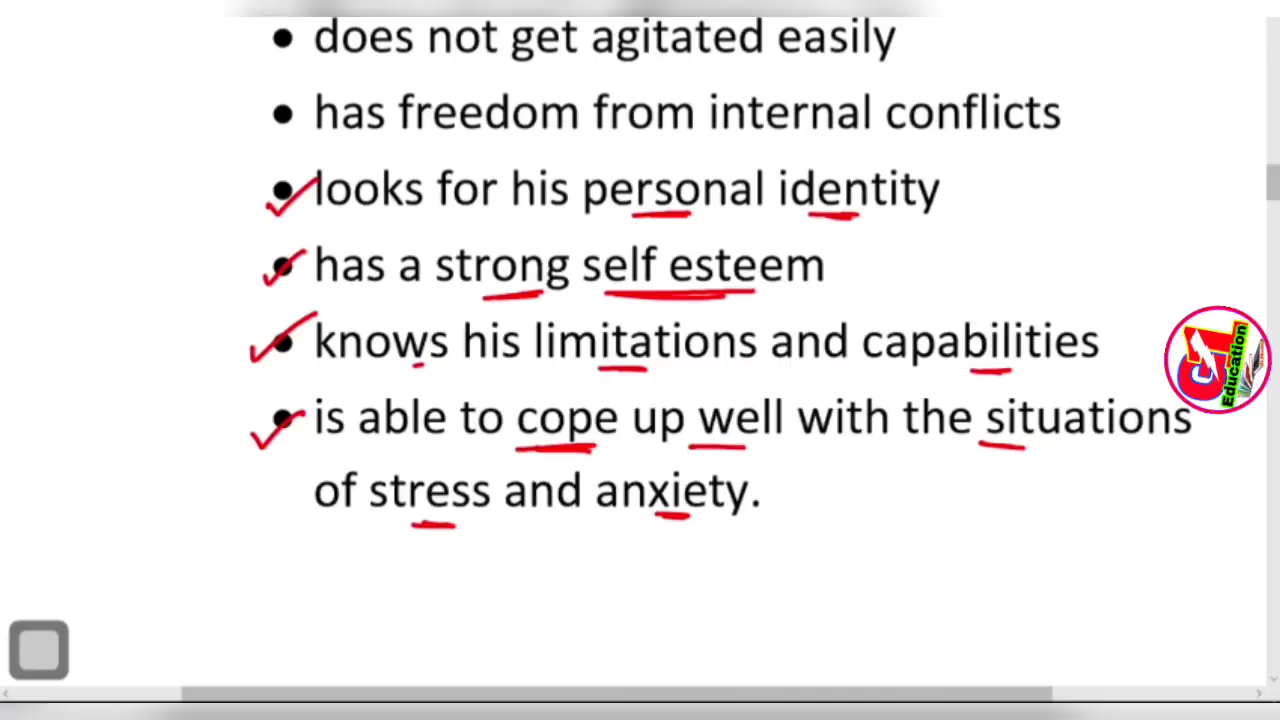 • does not get agitated easily
• has freedom from internal conflicts
• looks for his personal identity
• has a strong self esteem
• knows his limitations and capabilities
• is able to cope up well with the situations
of stress and anxiety.
Education